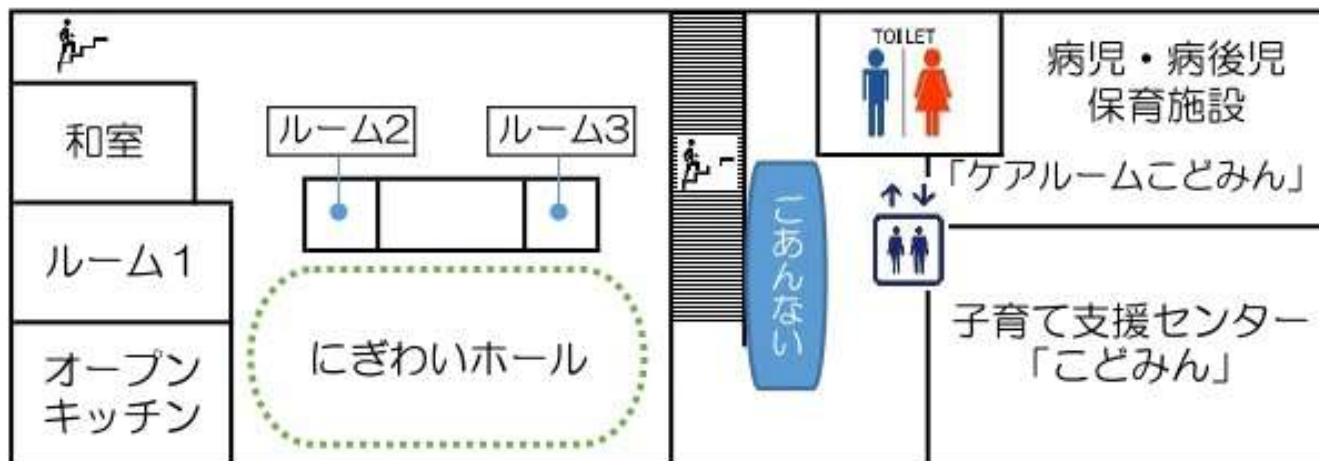 TOILET
病児・病後児
保育施設
「ケアルームこどみん」
和室
ルーム2
ルーム3
ルーム1
ごあんない
にぎわいホール
オープン
キッチン
子育て支援センター
「こどみん」